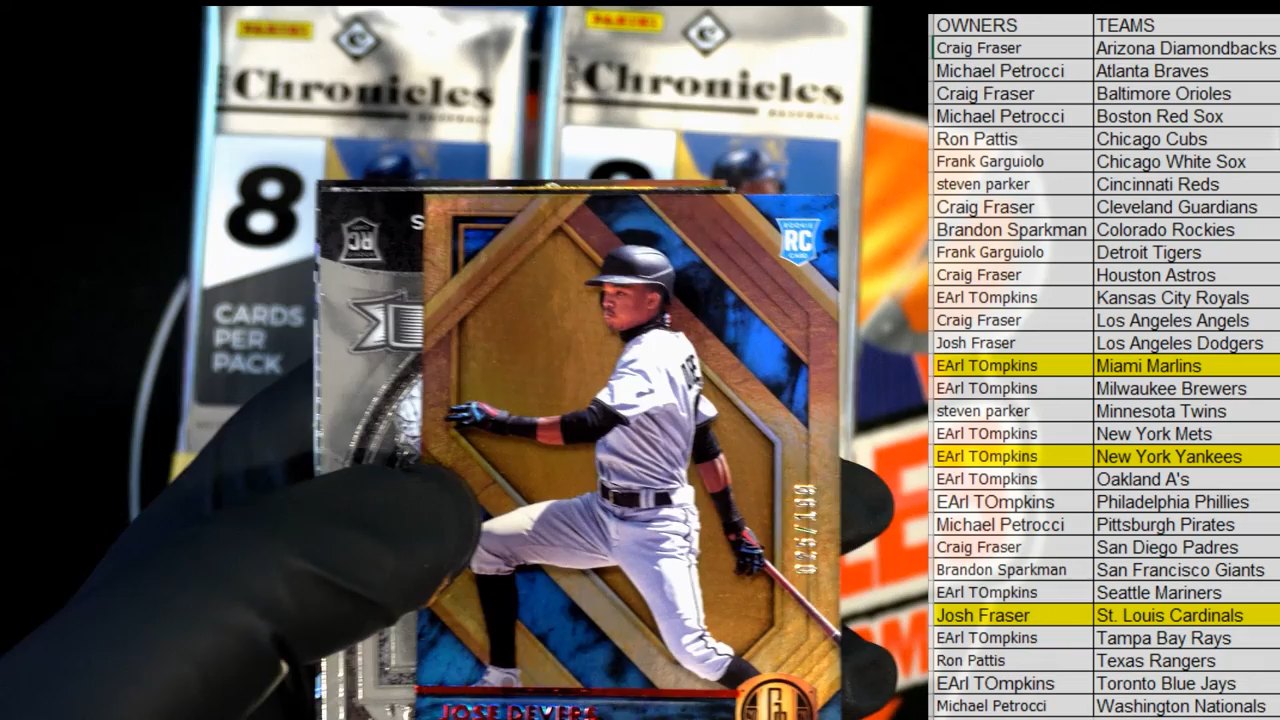 PANINI
Chronicles
BASEBALL
8
CARDS
PER
PACK
PANINI
Chronicles
BASEBALL
RC
S
ROOKIE
RC
CARD
025/199
JOSE DEVERS
OWNERS TEAMS
Craig Fraser Arizona Diamondbacks
Michael Petrocci Atlanta Braves
Craig Fraser Baltimore Orioles
Michael Petrocci Boston Red Sox
Ron Pattis Chicago Cubs
Frank Garguiolo Chicago White Sox
steven parker Cincinnati Reds
Craig Fraser Cleveland Guardians
Brandon Sparkman Colorado Rockies
Frank Garguiolo Detroit Tigers
Craig Fraser Houston Astros
EArl TOmpkins Kansas City Royals
Craig Fraser Los Angeles Angels
Josh Fraser Los Angeles Dodgers
EArl TOmpkins Miami Marlins
EArl TOmpkins Milwaukee Brewers
steven parker Minnesota Twins
EArl TOmpkins New York Mets
EArl TOmpkins New York Yankees
EArl TOmpkins Oakland A's
EArl TOmpkins Philadelphia Phillies
Michael Petrocci Pittsburgh Pirates
Craig Fraser San Diego Padres
Brandon Sparkman San Francisco Giants
EArl TOmpkins Seattle Mariners
Josh Fraser St. Louis Cardinals
EArl TOmpkins Tampa Bay Rays
Ron Pattis Texas Rangers
EArl TOmpkins Toronto Blue Jays
Michael Petrocci Washington Nationals